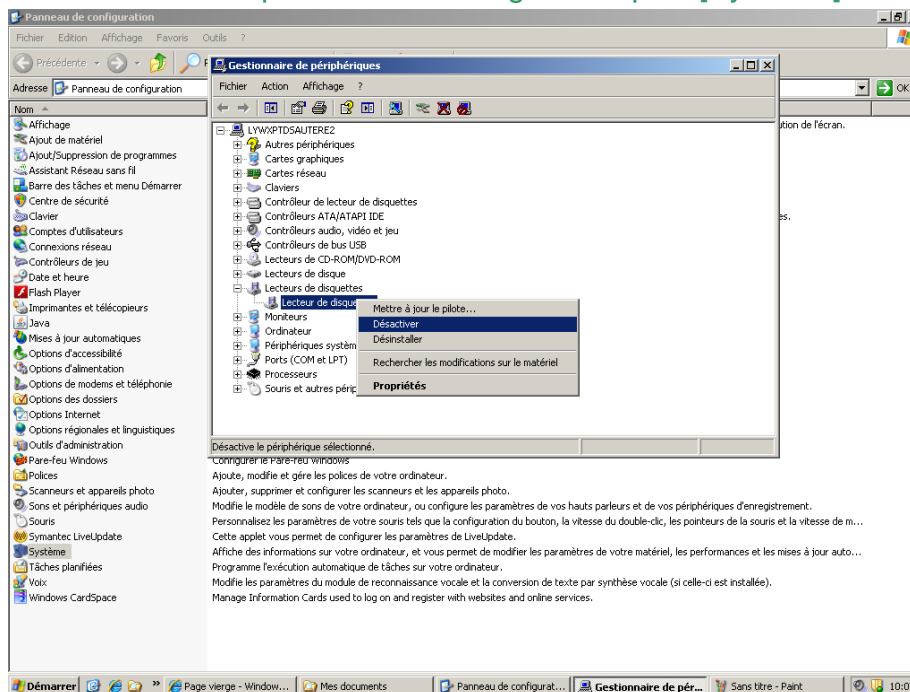 Panneau de configuration
Fichier Edition Affichage Favoris Outils ?
Précédente
Adresse Panneau de configuration OK
Nom
Affichage
Ajout de matériel
Ajout/Suppression de programmes
Assistant Réseau sans fil
Barre des tâches et menu Démarrer
Centre de sécurité
Clavier
Comptes d'utilisateurs
Connexions réseau
Contrôleurs de jeu
Date et heure
Flash Player
Imprimantes et télécopieurs
Java
Mises à jour automatiques
Options d'accessibilité
Options d'alimentation
Options de modems et téléphonie
Options des dossiers
Options Internet
Options régionales et linguistiques
Outils d'administration
Pare-feu Windows
Polices
Scanneurs et appareils photo
Sons et périphériques audio
Souris
Symantec LiveUpdate
Système
Tâches planifiées
Voix
Windows CardSpace
Gestionnaire de périphériques
Fichier Action Affichage ?
LYWXPTDSAUTERE2
Autres périphériques
Cartes graphiques
Cartes réseau
Claviers
Contrôleur de lecteur de disquettes
Contrôleurs ATA/ATAPI IDE
Contrôleurs audio, vidéo et jeu
Contrôleurs de bus USB
Lecteurs de CD-ROM/DVD-ROM
Lecteurs de disque
Lecteurs de disquettes
Lecteur de disque
Moniteurs
Ordinateur
Périphériques systèm
Ports (COM et LPT)
Processeurs
Souris et autres périp
Mettre à jour le pilote...
Désactiver
Désinstaller
Rechercher les modifications sur le matériel
Propriétés
Désactive le périphérique sélectionné.
ution de l'écran.
es.
Configurer le Pare-feu Windows
Ajoute, modifie et gére les polices de votre ordinateur.
Ajouter, supprimer et configurer les scanneurs et les appareils photo.
Modifie le modèle de sons de votre ordinateur, ou configure les paramètres de vos hauts parleurs et de vos périphériques d'enregistrement.
Personnalisez les paramètres de votre souris tels que la configuration du bouton, la vitesse du double-clic, les pointeurs de la souris et la vitesse de m...
Cette applet vous permet de configurer les paramètres de LiveUpdate.
Affiche des informations sur votre ordinateur, et vous permet de modifier les paramètres de votre matériel, les performances et les mises à jour auto...
Programme l'exécution automatique de tâches sur votre ordinateur.
Modifie les paramètres du module de reconnaissance vocale et la conversion de texte par synthèse vocale (si celle-ci est installée).
Manage Information Cards used to log on and register with websites and online services.
Démarrer » Page vierge - Window... Mes documents Panneau de configurat... Gestionnaire de pér... Sans titre - Paint 10:0